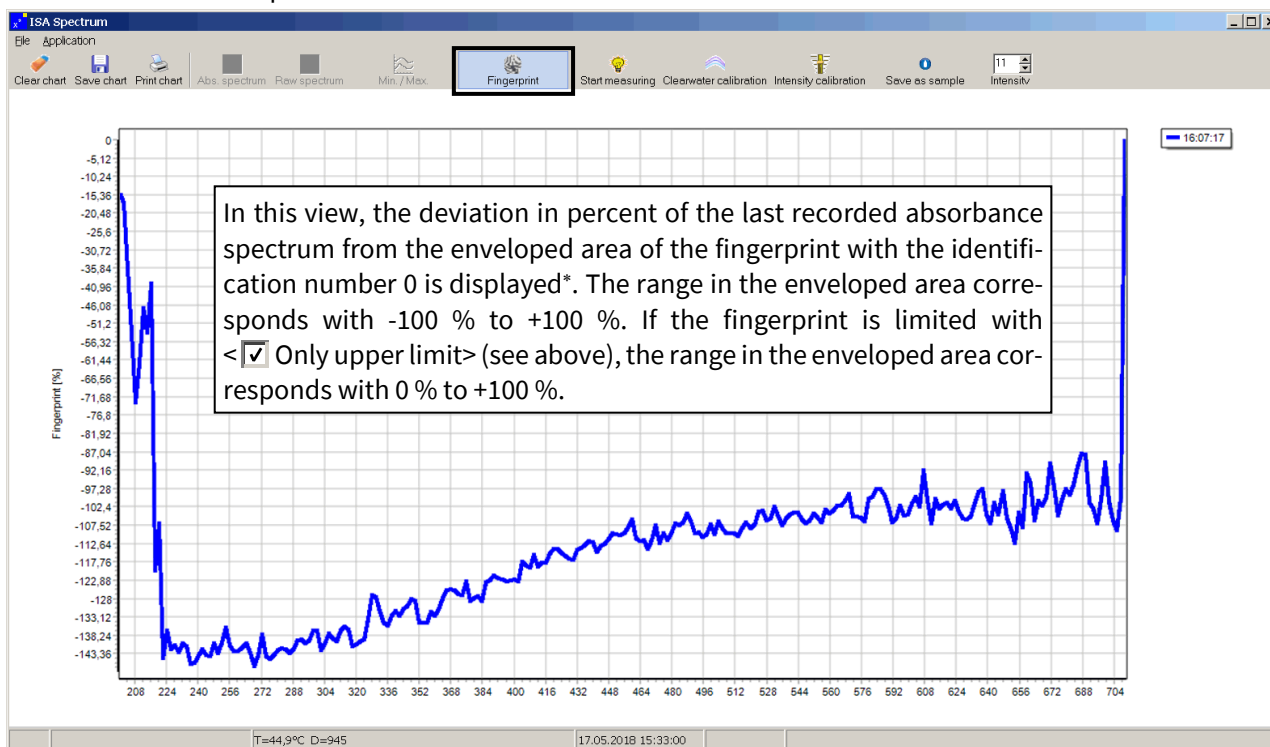 ISA Spectrum
File Application
Clear chart Save chart Print chart Abs. spectrum Raw spectrum Min. / Max. Fingerprint Start measuring Clearwater calibration Intensity calibration Save as sample 11 Intensity
16:07:17
0
-5,12
-10,24
-15,36
-20,48
-25,6
-30,72
-35,84
-40,96
-46,08
-51,2
-56,32
-61,44
-66,56
-71,68
-76,8
-81,92
-87,04
-92,16
-97,28
-102,4
-107,52
-112,64
-117,76
-122,88
-128
-133,12
-138,24
-143,36
Fingerprint [%]
In this view, the deviation in percent of the last recorded absorbance
spectrum from the enveloped area of the fingerprint with the identifi-
cation number 0 is displayed*. The range in the enveloped area corre-
sponds with -100 % to +100 %. If the fingerprint is limited with
< ☑ Only upper limit> (see above), the range in the enveloped area cor-
responds with 0 % to +100 %.
208 224 240 256 272 288 304 320 336 352 368 384 400 416 432 448 464 480 496 512 528 544 560 576 592 608 624 640 656 672 688 704
T=44,9°C D=945 17.05.2018 15:33:00